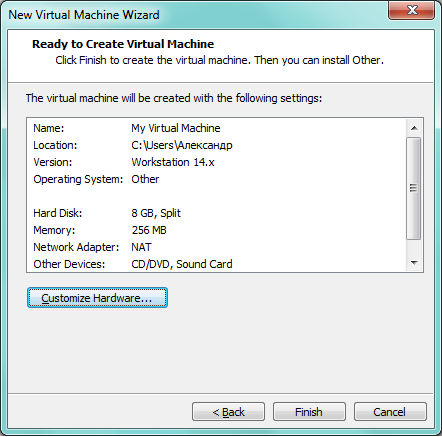 New Virtual Machine Wizard
Ready to Create Virtual Machine
Click Finish to create the virtual machine. Then you can install Other.
The virtual machine will be created with the following settings:
Name: My Virtual Machine
Location: C:\Users\Александр
Version: Workstation 14.x
Operating System: Other
Hard Disk: 8 GB, Split
Memory: 256 MB
Network Adapter: NAT
Other Devices: CD/DVD, Sound Card
Customize Hardware...
< Back Finish Cancel